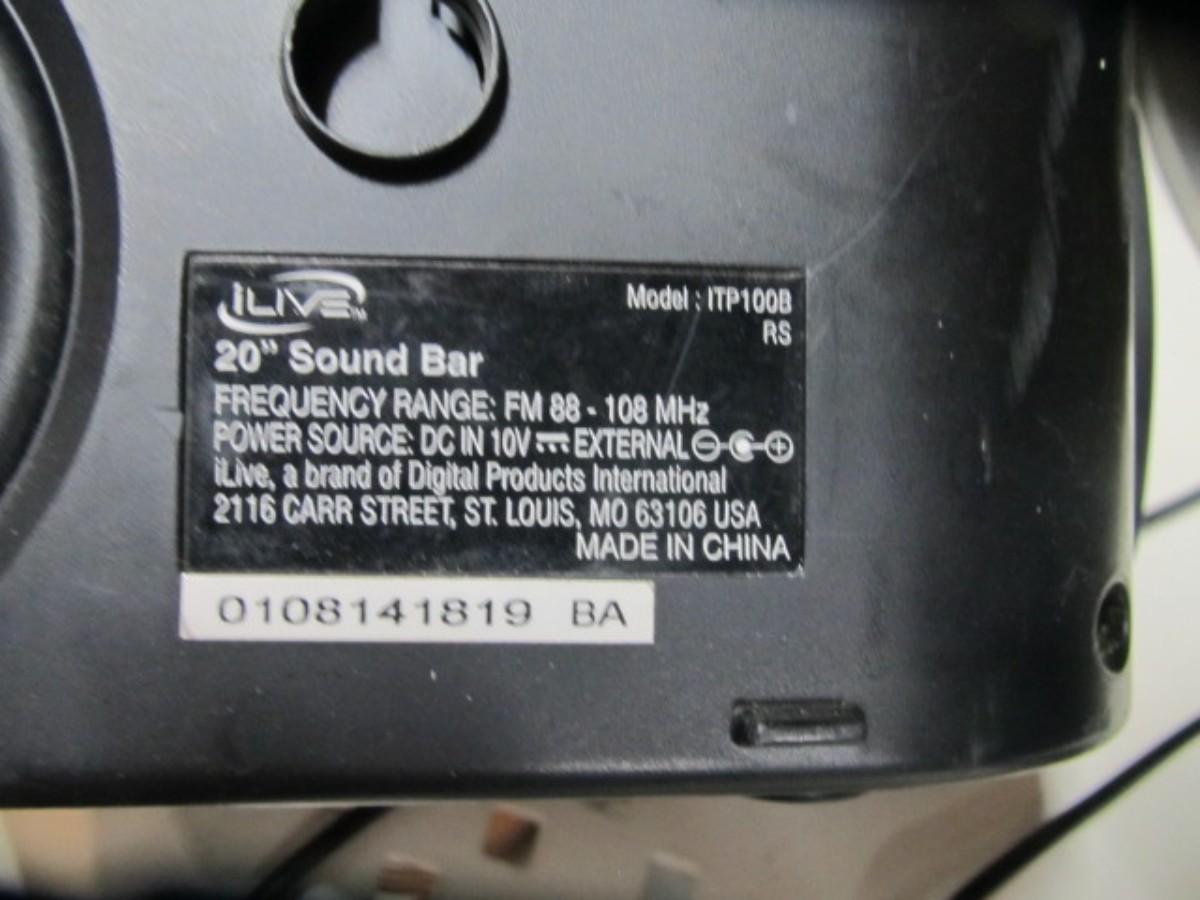 iLIVE™
Model : ITP100B
RS
20” Sound Bar
FREQUENCY RANGE: FM 88 - 108 MHz
POWER SOURCE: DC IN 10V ⎓ EXTERNAL
iLive, a brand of Digital Products International
2116 CARR STREET, ST. LOUIS, MO 63106 USA
MADE IN CHINA
0108141819 BA